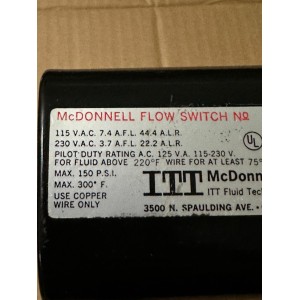 McDONNELL FLOW SWITCH No
115 V.A.C. 7.4 A.F.L. 44.4 A.L.R.
230 V.A.C. 3.7 A.F.L. 22.2 A.L.R.
PILOT DUTY RATING A.C. 125 V.A. 115-230 V.
FOR FLUID ABOVE 220°F WIRE FOR AT LEAST 75°
MAX. 150 P.S.I.
MAX. 300° F.
USE COPPER
WIRE ONLY
UL
ITT McDonn
ITT Fluid Tec
3500 N. SPAULDING AVE.